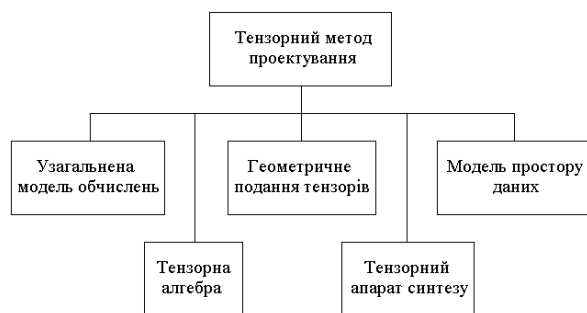 Тензорний метод
проектування
Узагальнена
модель обчислень
Геометричне
подання тензорів
Модель простору
даних
Тензорна
алгебра
Тензорний
апарат синтезу